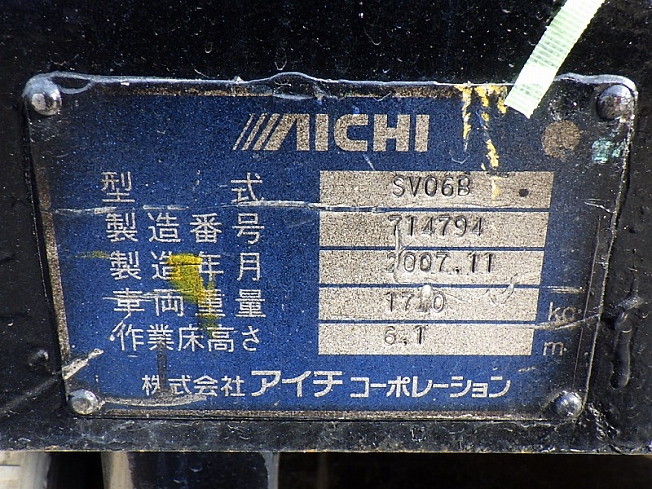 AICHI
型式 SV06B
製造番号 714794
製造年月 2007.11
車両重量 kg
作業床高さ 6.1 m
株式会社アイチコーポレーション